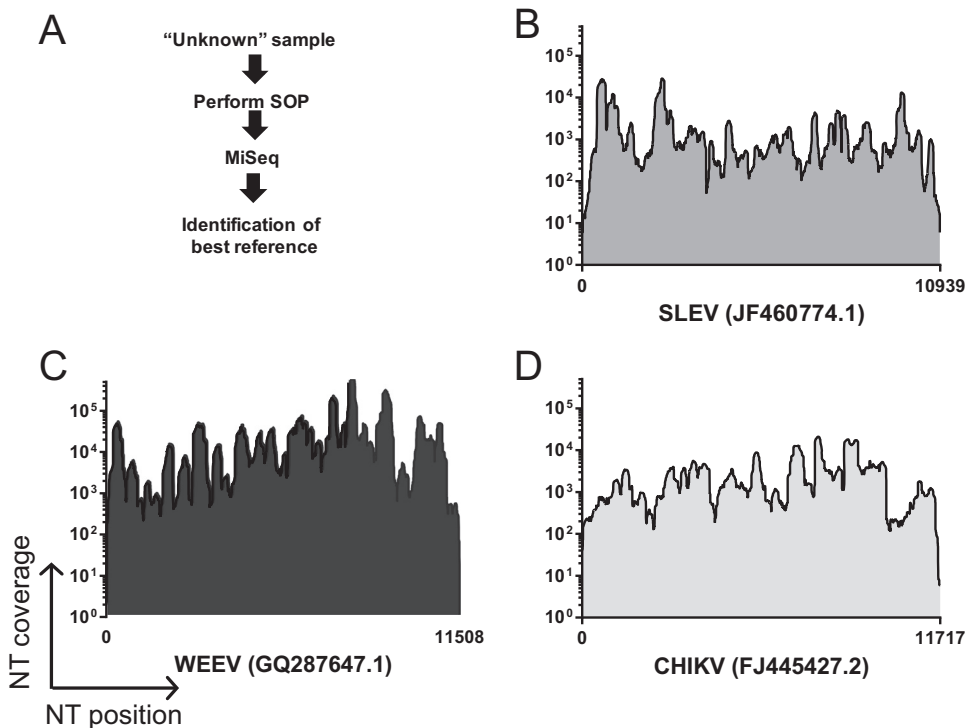 A
“Unknown” sample
Perform SOP
MiSeq
Identification of
best reference
B
10⁵
10⁴
10³
10²
10¹
10⁰
0 10939
SLEV (JF460774.1)
C
10⁵
10⁴
10³
10²
10¹
10⁰
0 11508
WEEV (GQ287647.1)
NT coverage
NT position
D
10⁵
10⁴
10³
10²
10¹
10⁰
0 11717
CHIKV (FJ445427.2)